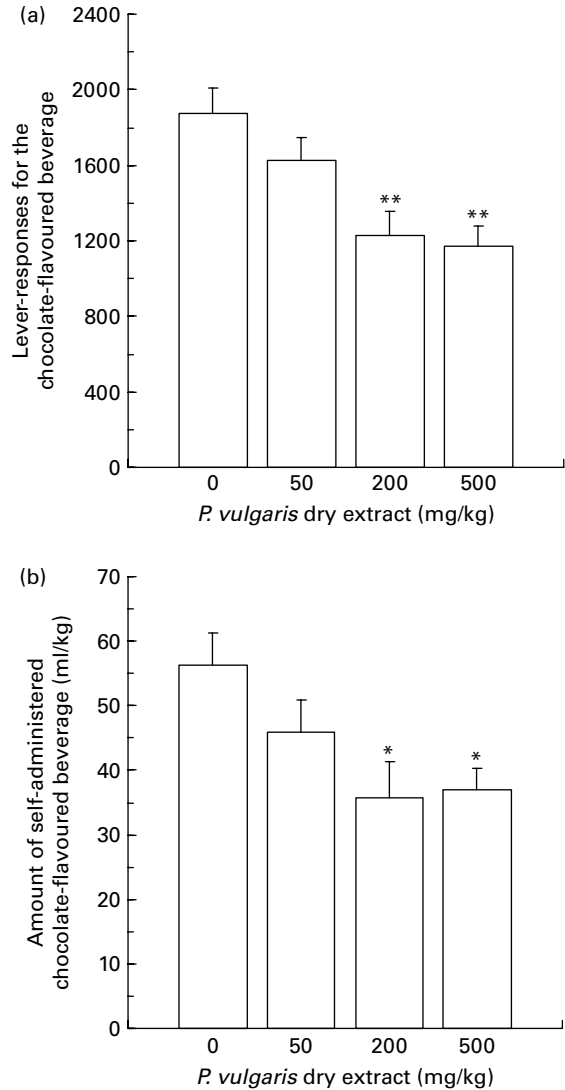 (a)
2400
2000
1600
1200
800
400
0
Lever-responses for the
chocolate-flavoured beverage
**
**
0 50 200 500
P. vulgaris dry extract (mg/kg)
(b)
70
60
50
40
30
20
10
0
Amount of self-administered
chocolate-flavoured beverage (ml/kg)
*
*
0 50 200 500
P. vulgaris dry extract (mg/kg)